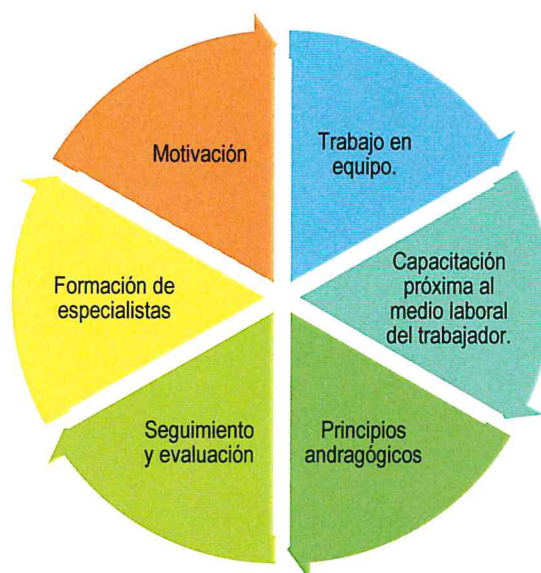 Motivación
Trabajo en
equipo.
Formación de
especialistas
Capacitación
próxima al
medio laboral
del trabajador.
Seguimiento
y evaluación
Principios
andragógicos